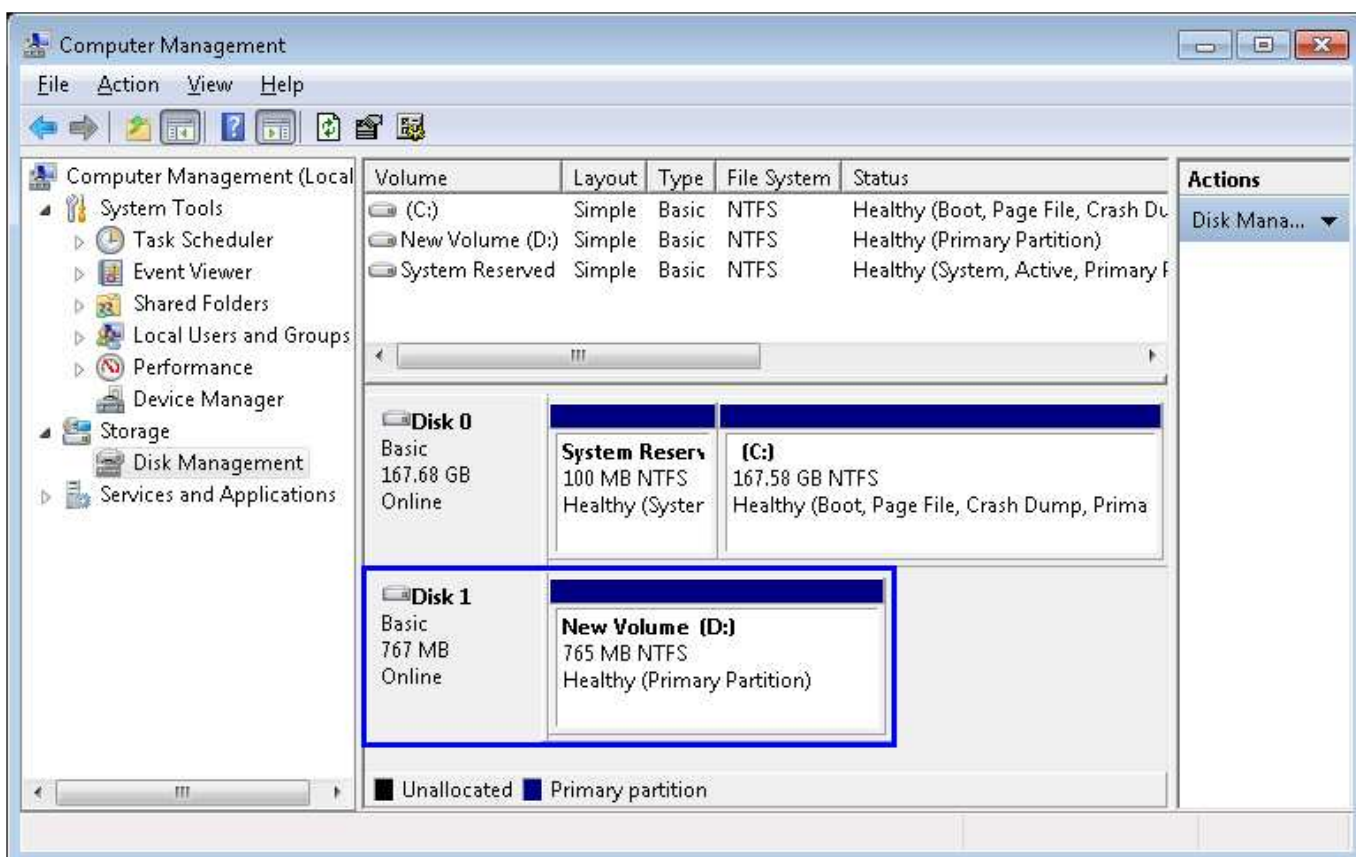 Computer Management
File Action View Help
Computer Management (Local
System Tools
Task Scheduler
Event Viewer
Shared Folders
Local Users and Groups
Performance
Device Manager
Storage
Disk Management
Services and Applications
Volume Layout Type File System Status
(C:) Simple Basic NTFS Healthy (Boot, Page File, Crash Du
New Volume (D:) Simple Basic NTFS Healthy (Primary Partition)
System Reserved Simple Basic NTFS Healthy (System, Active, Primary P
Disk 0
Basic
167.68 GB
Online
System Reserv
100 MB NTFS
Healthy (System
(C:)
167.58 GB NTFS
Healthy (Boot, Page File, Crash Dump, Prima
Disk 1
Basic
767 MB
Online
New Volume (D:)
765 MB NTFS
Healthy (Primary Partition)
Unallocated Primary partition
Actions
Disk Mana...